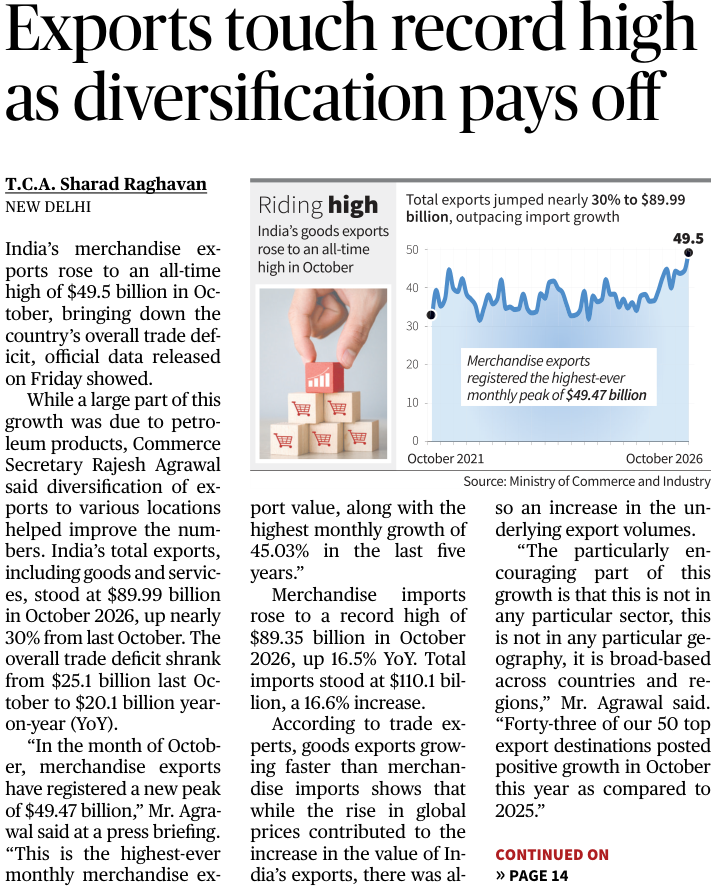 Exports touch record high
as diversification pays off
T.C.A. Sharad Raghavan
NEW DELHI
India's merchandise ex-
ports rose to an all-time
high of $49.5 billion in Oc-
tober, bringing down the
country's overall trade def-
icit, official data released
on Friday showed.
While a large part of this
growth was due to petro-
leum products, Commerce
Secretary Rajesh Agrawal
said diversification of ex-
ports to various locations
helped improve the num-
bers. India's total exports,
including goods and servic-
es, stood at $89.99 billion
in October 2026, up nearly
30% from last October. The
overall trade deficit shrank
from $25.1 billion last Oc-
tober to $20.1 billion year-
on-year (YoY).
"In the month of Octob-
er, merchandise exports
have registered a new peak
of $49.47 billion," Mr. Agra-
wal said at a press briefing.
"This is the highest-ever
monthly merchandise ex-
Riding high
India's goods exports
rose to an all-time
high in October
Total exports jumped nearly 30% to $89.99
billion, outpacing import growth
49.5
50
40
30
20
10
0
Merchandise exports
registered the highest-ever
monthly peak of $49.47 billion
October 2021
October 2026
Source: Ministry of Commerce and Industry
port value, along with the
highest monthly growth of
45.03% in the last five
years."
Merchandise imports
rose to a record high of
$89.35 billion in October
2026, up 16.5% YoY. Total
imports stood at $110.1 bil-
lion, a 16.6% increase.
According to trade ex-
perts, goods exports grow-
ing faster than merchan-
dise imports shows that
while the rise in global
prices contributed to the
increase in the value of In-
dia's exports, there was al-
so an increase in the un-
derlying export volumes.
"The particularly en-
couraging part of this
growth is that this is not in
any particular sector, this
is not in any particular ge-
ography, it is broad-based
across countries and re-
gions," Mr. Agrawal said.
"Forty-three of our 50 top
export destinations posted
positive growth in October
this year as compared to
2025."
CONTINUED ON
» PAGE 14